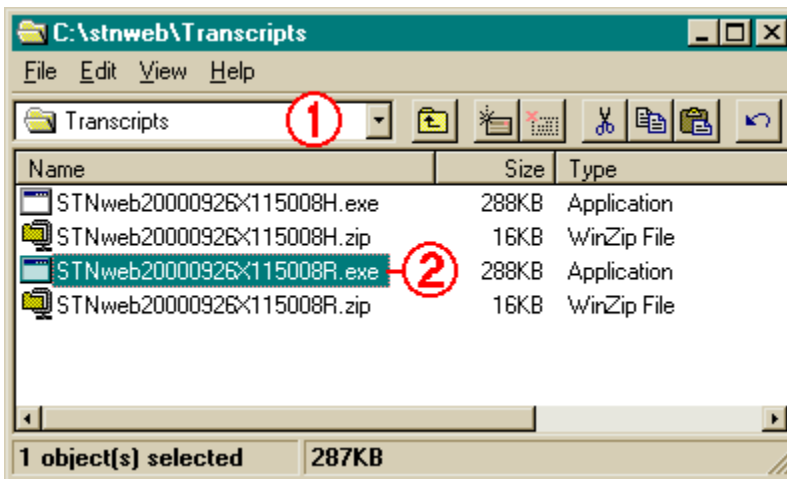 C:\stnweb\Transcripts
File Edit View Help
Transcripts 1
Name Size Type
STNweb20000926X115008H.exe 288KB Application
STNweb20000926X115008H.zip 16KB WinZip File
STNweb20000926X115008R.exe 2 288KB Application
STNweb20000926X115008R.zip 16KB WinZip File
1 object(s) selected 287KB